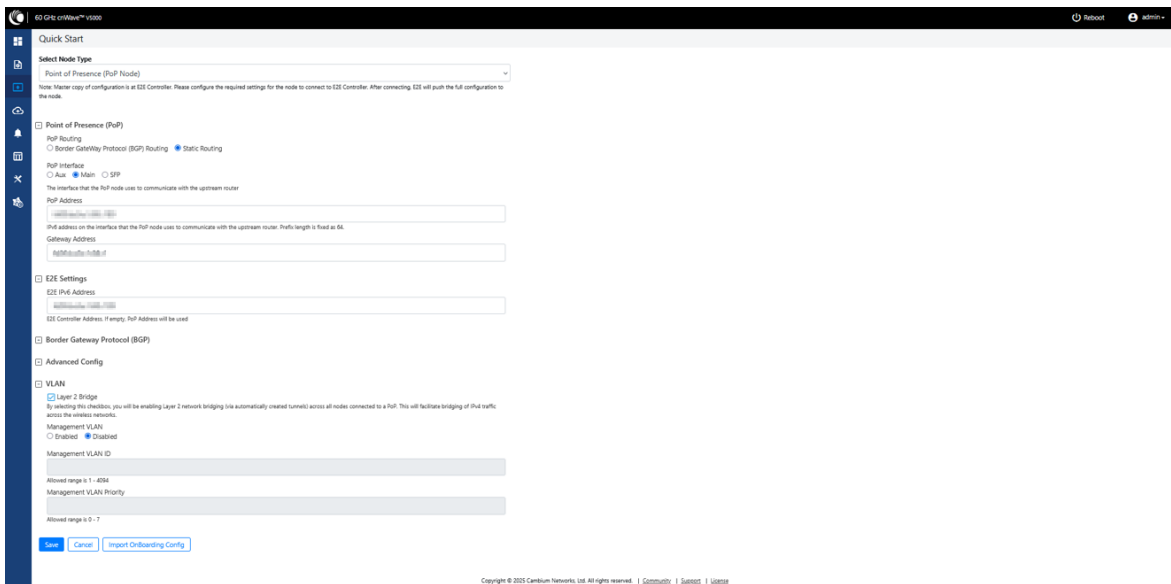 60 GHz cnWave™ V5000
Reboot
admin
Quick Start
Select Node Type
Point of Presence (PoP Node)
Note: Master copy of configuration is at E2E Controller. Please configure the required settings for the node to connect to E2E Controller. After connecting, E2E will push the full configuration to
the node.
Point of Presence (PoP)
PoP Routing
Border GateWay Protocol (BGP) Routing Static Routing
PoP Interface
Aux Main SFP
The interface that the PoP node uses to communicate with the upstream router
PoP Address
IPv6 address on the interface that the PoP node uses to communicate with the upstream router. Prefix length is fixed as 64.
Gateway Address
E2E Settings
E2E IPv6 Address
E2E Controller Address. If empty, PoP Address will be used
Border Gateway Protocol (BGP)
Advanced Config
VLAN
Layer 2 Bridge
By selecting this checkbox, you will be enabling Layer 2 network bridging (via automatically created tunnels) across all nodes connected to a PoP. This will facilitate bridging of IPv4 traffic
across the wireless networks.
Management VLAN
Enabled Disabled
Management VLAN ID
Allowed range is 1 - 4094
Management VLAN Priority
Allowed range is 0 - 7
Save Cancel Import OnBoarding Config
Copyright © 2025 Cambium Networks, Ltd. All rights reserved. | Community | Support | License